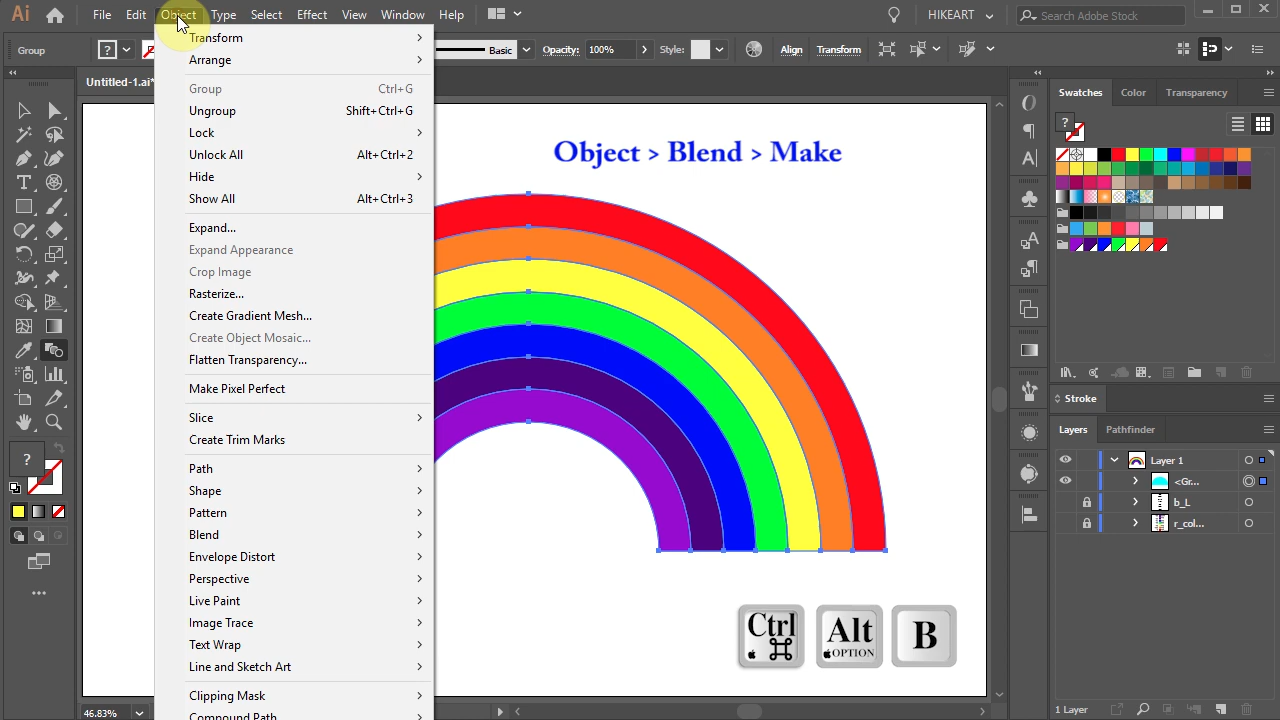 Ai File Edit Object Type Select Effect View Window Help HIKEART Search Adobe Stock
Group ? Basic Opacity: 100% Style: Align Transform
Untitled-1.ai*
Transform
Arrange
Group Ctrl+G
Ungroup Shift+Ctrl+G
Lock
Unlock All Alt+Ctrl+2
Hide
Show All Alt+Ctrl+3
Expand...
Expand Appearance
Crop Image
Rasterize...
Create Gradient Mesh...
Create Object Mosaic...
Flatten Transparency...
Make Pixel Perfect
Slice
Create Trim Marks
Path
Shape
Pattern
Blend
Envelope Distort
Perspective
Live Paint
Image Trace
Text Wrap
Line and Sketch Art
Clipping Mask
Compound Path
Object > Blend > Make
Ctrl Alt B
OPTION
Swatches Color Transparency
?
Stroke
Layers Pathfinder
Layer 1
<Gr...
b_L
r_col...
1 Layer
?
46.83%